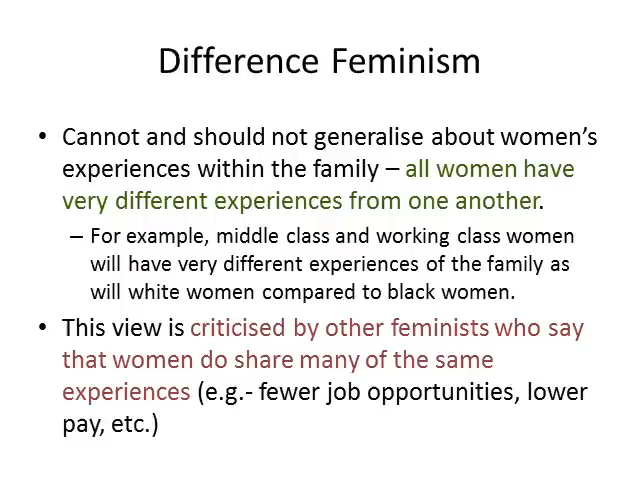 Difference Feminism
• Cannot and should not generalise about women’s
experiences within the family – all women have
very different experiences from one another.
– For example, middle class and working class women
will have very different experiences of the family as
will white women compared to black women.
• This view is criticised by other feminists who say
that women do share many of the same
experiences (e.g.- fewer job opportunities, lower
pay, etc.)